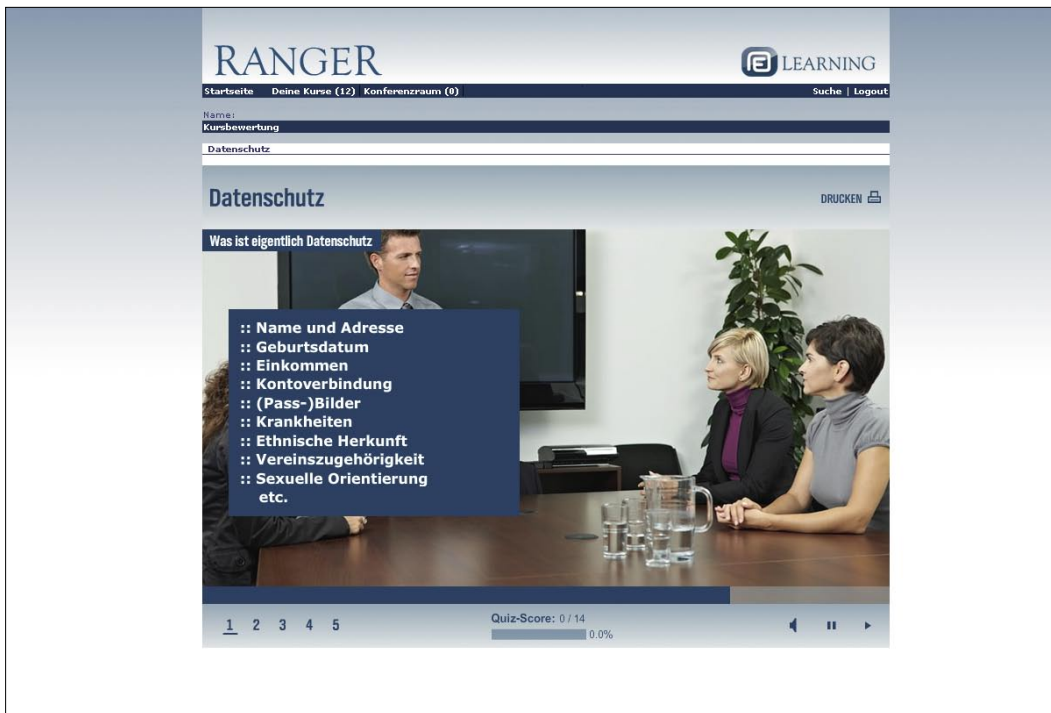 RANGER
LEARNING
Startseite Deine Kurse (12) Konferenzraum (0) Suche | Logout
Name:
Kursbewertung
Datenschutz
Datenschutz DRUCKEN
Was ist eigentlich Datenschutz
:: Name und Adresse
:: Geburtsdatum
:: Einkommen
:: Kontoverbindung
:: (Pass-)Bilder
:: Krankheiten
:: Ethnische Herkunft
:: Vereinszugehörigkeit
:: Sexuelle Orientierung
etc.
1 2 3 4 5
Quiz-Score: 0 / 14
0.0%